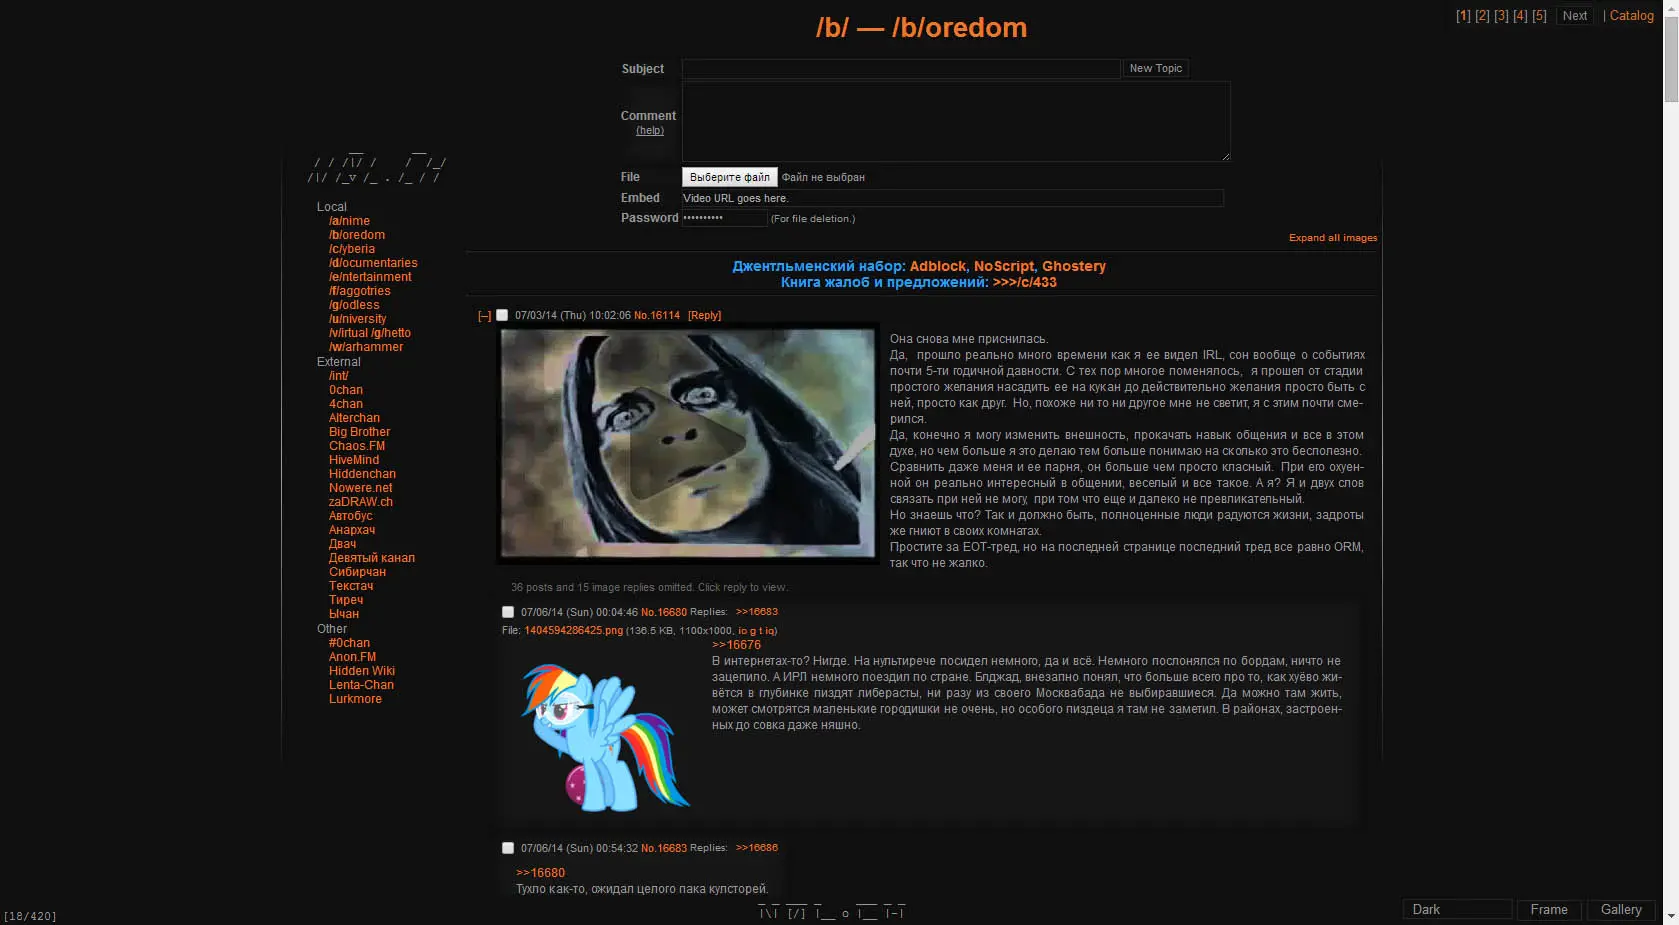 /b/ — /b/oredom
[1] [2] [3] [4] [5] Next | Catalog
Subject New Topic
Comment
(help)
File Выберите файл Файл не выбран
Embed Video URL goes here.
Password •••••••••• (For file deletion.)
Expand all images
Local
/a/nime
/b/oredom
/c/yberia
/d/ocumentaries
/e/ntertainment
/f/aggotries
/g/odless
/u/niversity
/v/irtual /g/hetto
/w/arhammer
External
/int/
0chan
4chan
Alterchan
Big Brother
Chaos.FM
HiveMind
Hiddenchan
Nowere.net
zaDRAW.ch
Автобус
Анархач
Двач
Девятый канал
Сибирчан
Текстач
Тиреч
Ычан
Other
#0chan
Anon.FM
Hidden Wiki
Lenta-Chan
Lurkmore
Джентльменский набор: Adblock, NoScript, Ghostery
Книга жалоб и предложений: >>>/c/433
[–] 07/03/14 (Thu) 10:02:06 No.16114 [Reply]
Она снова мне приснилась.
Да, прошло реально много времени как я ее видел IRL, сон вообще о событиях
почти 5-ти годичной давности. С тех пор многое поменялось, я прошел от стадии
простого желания насадить ее на кукан до действительно желания просто быть с
ней, просто как друг. Но, похоже ни то ни другое мне не светит, я с этим почти сме-
рился.
Да, конечно я могу изменить внешность, прокачать навык общения и все в этом
духе, но чем больше я это делаю тем больше понимаю на сколько это бесполезно.
Сравнить даже меня и ее парня, он больше чем просто класный. При его охуен-
ной он реально интересный в общении, веселый и все такое. А я? Я и двух слов
связать при ней не могу, при том что еще и далеко не превликательный.
Но знаешь что? Так и должно быть, полноценные люди радуются жизни, задроты
же гниют в своих комнатах.
Простите за ЕОТ-тред, но на последней странице последний тред все равно ORM,
так что не жалко.
36 posts and 15 image replies omitted. Click reply to view.
07/06/14 (Sun) 00:04:46 No.16680 Replies: >>16683
File: 1404594286425.png (136.5 KB, 1100x1000, io g t iq)
>>16676
В интернетах-то? Нигде. На нультирече посидел немного, да и всё. Немного послонялся по бордам, ничто не
зацепило. А ИРЛ немного поездил по стране. Блджад, внезапно понял, что больше всего про то, как хуёво жи-
вётся в глубинке пиздят либерасты, ни разу из своего Москвабада не выбиравшиеся. Да можно там жить,
может смотрятся маленькие городишки не очень, но особого пиздеца я там не заметил. В районах, застроен-
ных до совка даже няшно.
07/06/14 (Sun) 00:54:32 No.16683 Replies: >>16686
>>16680
Тухло как-то, ожидал целого пака кулсторей.
[18/420]
Dark Frame Gallery